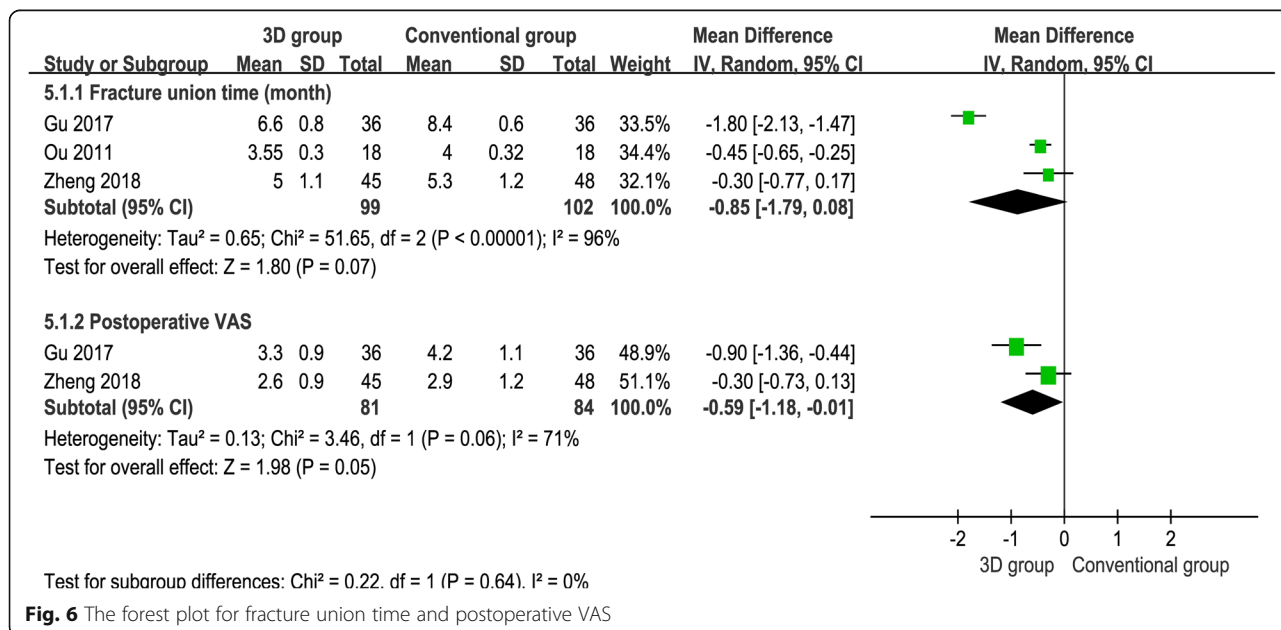 3D group Conventional group Mean Difference Mean Difference
Study or Subgroup Mean SD Total Mean SD Total Weight IV, Random, 95% CI IV, Random, 95% CI
5.1.1 Fracture union time (month)
Gu 2017 6.6 0.8 36 8.4 0.6 36 33.5% -1.80 [-2.13, -1.47]
Ou 2011 3.55 0.3 18 4 0.32 18 34.4% -0.45 [-0.65, -0.25]
Zheng 2018 5 1.1 45 5.3 1.2 48 32.1% -0.30 [-0.77, 0.17]
Subtotal (95% CI) 99 102 100.0% -0.85 [-1.79, 0.08]
Heterogeneity: Tau² = 0.65; Chi² = 51.65, df = 2 (P < 0.00001); I² = 96%
Test for overall effect: Z = 1.80 (P = 0.07)
5.1.2 Postoperative VAS
Gu 2017 3.3 0.9 36 4.2 1.1 36 48.9% -0.90 [-1.36, -0.44]
Zheng 2018 2.6 0.9 45 2.9 1.2 48 51.1% -0.30 [-0.73, 0.13]
Subtotal (95% CI) 81 84 100.0% -0.59 [-1.18, -0.01]
Heterogeneity: Tau² = 0.13; Chi² = 3.46, df = 1 (P = 0.06); I² = 71%
Test for overall effect: Z = 1.98 (P = 0.05)
-2 -1 0 1 2
3D group Conventional group
Test for subgroup differences: Chi² = 0.22, df = 1 (P = 0.64), I² = 0%
Fig. 6 The forest plot for fracture union time and postoperative VAS